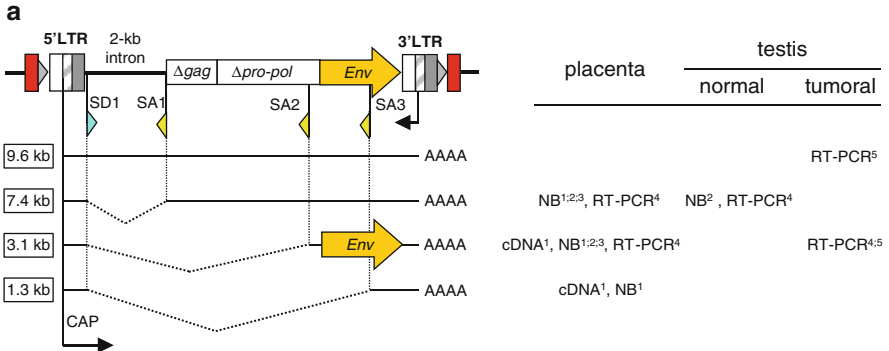 a
5'LTR 2-kb intron Δgag Δpro-pol Env 3'LTR
SD1 SA1 SA2 SA3
placenta testis
normal tumoral
9.6 kb AAAA RT-PCR⁵
7.4 kb AAAA NB¹;²;³, RT-PCR⁴ NB² , RT-PCR⁴
3.1 kb Env AAAA cDNA¹, NB¹;²;³, RT-PCR⁴ RT-PCR⁴;⁵
1.3 kb AAAA cDNA¹, NB¹
CAP